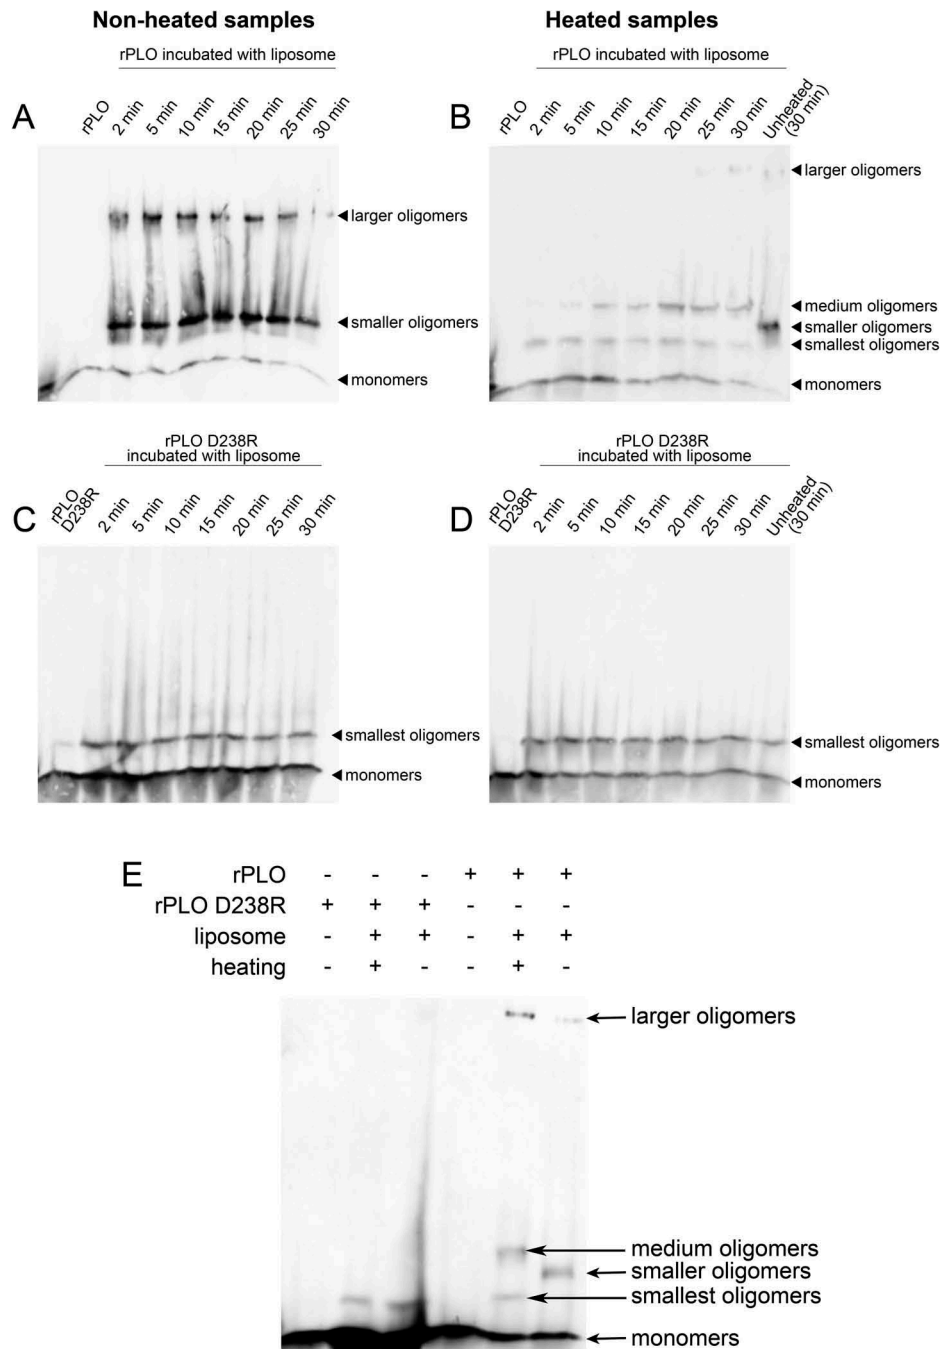 Non-heated samples
Heated samples
rPLO incubated with liposome
rPLO incubated with liposome
A
rPLO
2 min
5 min
10 min
15 min
20 min
25 min
30 min
larger oligomers
smaller oligomers
monomers
B
rPLO
2 min
5 min
10 min
15 min
20 min
25 min
30 min
Unheated
(30 min)
larger oligomers
medium oligomers
smaller oligomers
smallest oligomers
monomers
rPLO D238R
incubated with liposome
rPLO D238R
incubated with liposome
C
rPLO
D238R
2 min
5 min
10 min
15 min
20 min
25 min
30 min
smallest oligomers
monomers
D
rPLO
D238R
2 min
5 min
10 min
15 min
20 min
25 min
30 min
Unheated
(30 min)
smallest oligomers
monomers
E
rPLO - - - + + +
rPLO D238R + + + - - -
liposome - + + - + +
heating - + - - + -
larger oligomers
medium oligomers
smaller oligomers
smallest oligomers
monomers